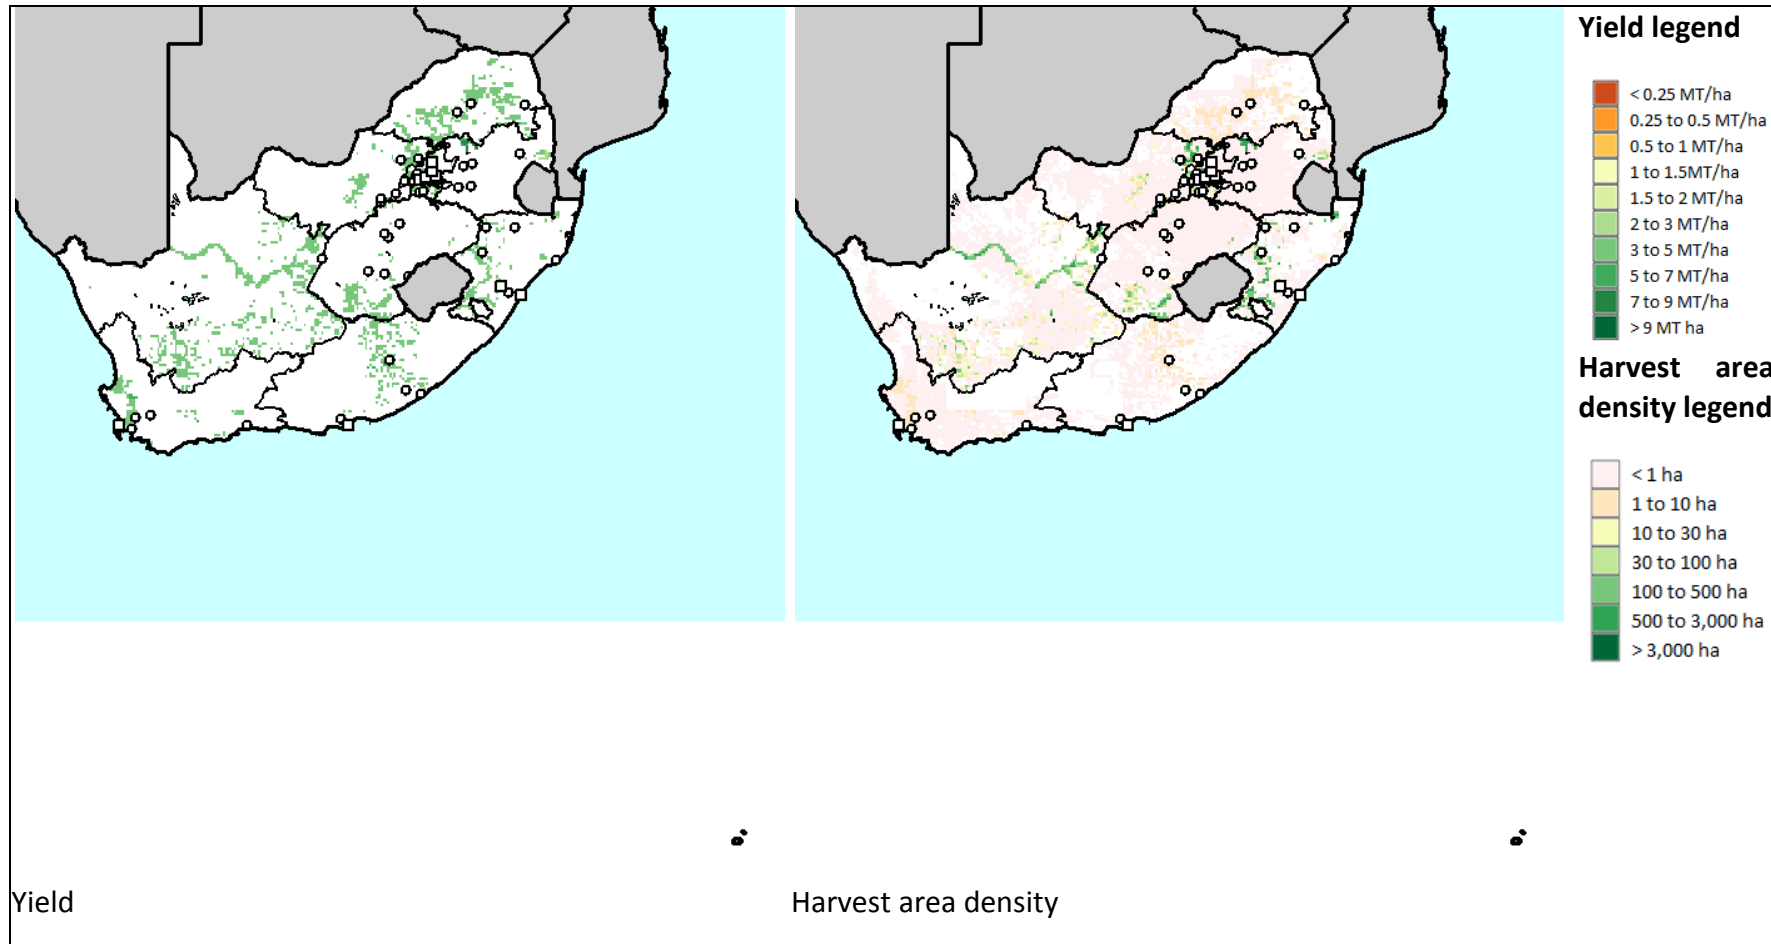 Yield legend
< 0.25 MT/ha
0.25 to 0.5 MT/ha
0.5 to 1 MT/ha
1 to 1.5MT/ha
1.5 to 2 MT/ha
2 to 3 MT/ha
3 to 5 MT/ha
5 to 7 MT/ha
7 to 9 MT/ha
> 9 MT ha
Harvest area
density legend
< 1 ha
1 to 10 ha
10 to 30 ha
30 to 100 ha
100 to 500 ha
500 to 3,000 ha
> 3,000 ha
Yield
Harvest area density